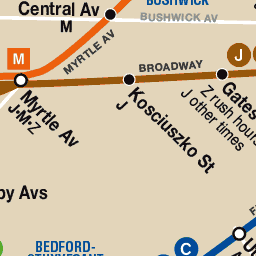 BUSHWICK
Central Av
M
BUSHWICK AV
MYRTLE AV
M
BROADWAY
J
Myrtle Av
J•M•Z
Kosciuszko St
J
Gates
Z rush hours
J other times
by Avs
BEDFORD-
C